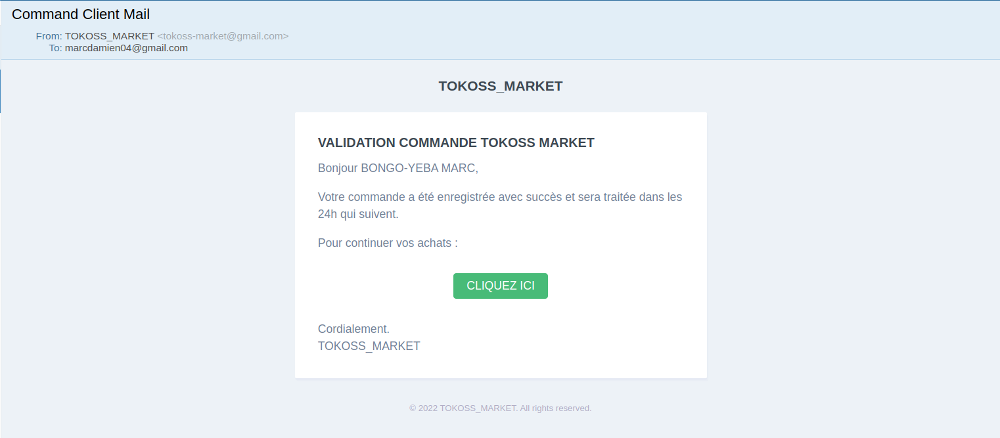 Command Client Mail
From: TOKOSS_MARKET <tokoss-market@gmail.com>
To: marcdamien04@gmail.com
TOKOSS_MARKET
VALIDATION COMMANDE TOKOSS MARKET
Bonjour BONGO-YEBA MARC,
Votre commande a été enregistrée avec succès et sera traitée dans les
24h qui suivent.
Pour continuer vos achats :
CLIQUEZ ICI
Cordialement.
TOKOSS_MARKET
© 2022 TOKOSS_MARKET. All rights reserved.